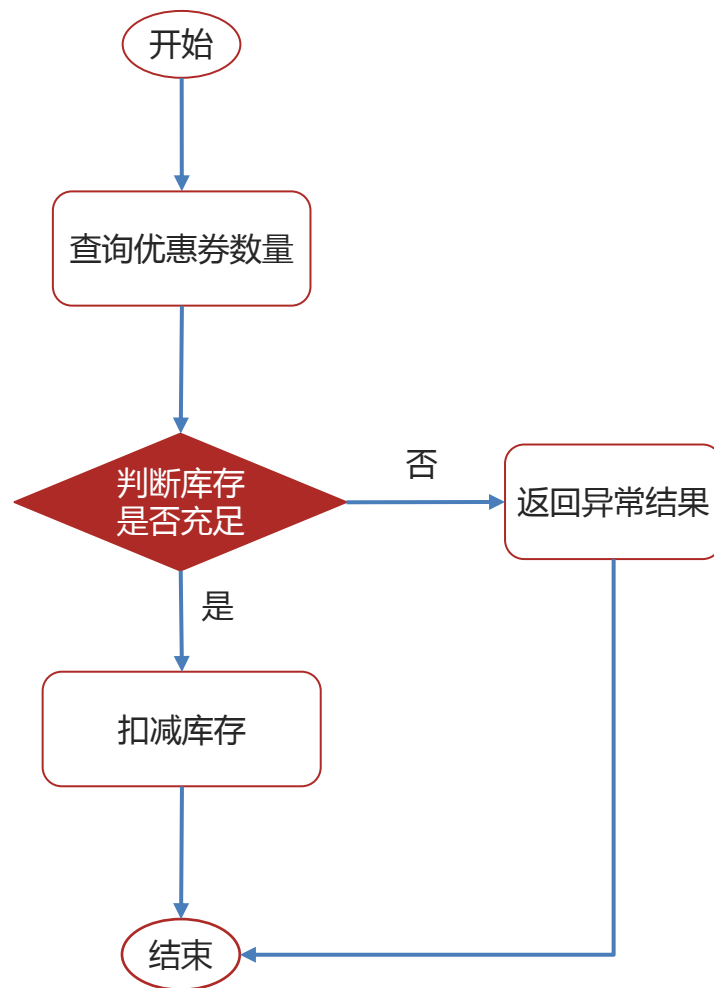 开始
查询优惠券数量
判断库存
是否充足
否
返回异常结果
是
扣减库存
结束